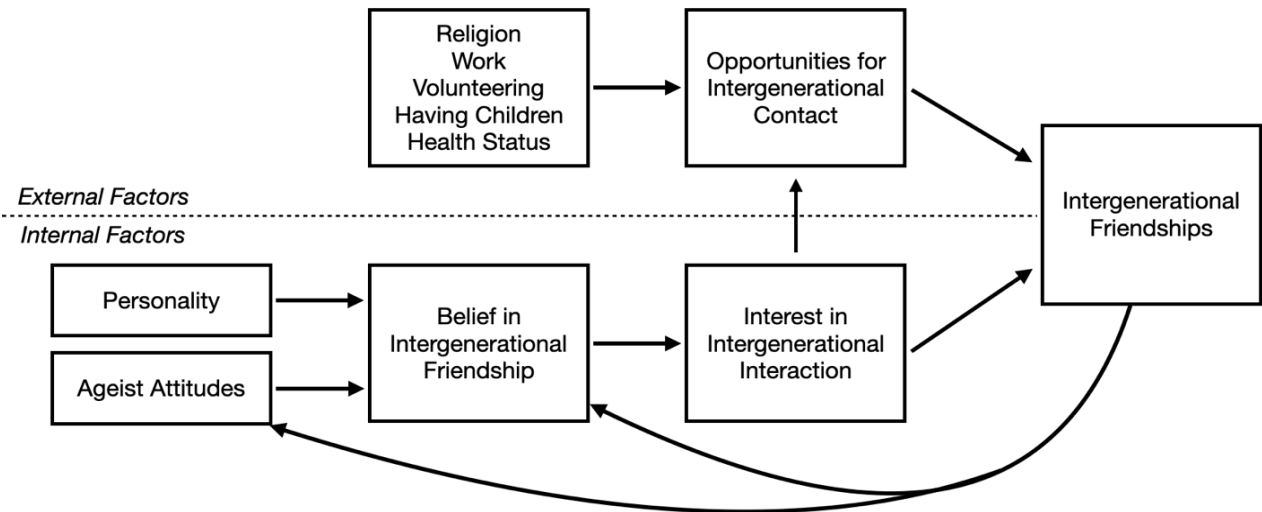 Religion
Work
Volunteering
Having Children
Health Status
Opportunities for
Intergenerational
Contact
Intergenerational
Friendships
External Factors
Internal Factors
Personality
Ageist Attitudes
Belief in
Intergenerational
Friendship
Interest in
Intergenerational
Interaction